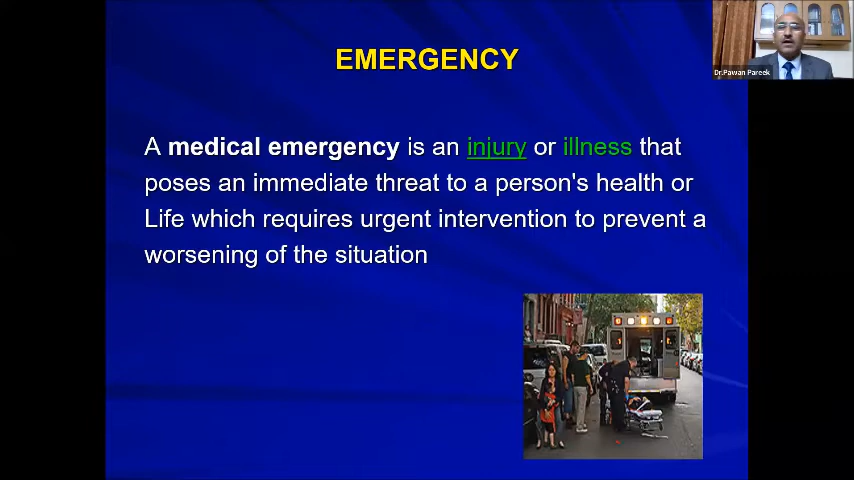 EMERGENCY
Dr.Pawan Pareek
A medical emergency is an injury or illness that
poses an immediate threat to a person's health or
Life which requires urgent intervention to prevent a
worsening of the situation